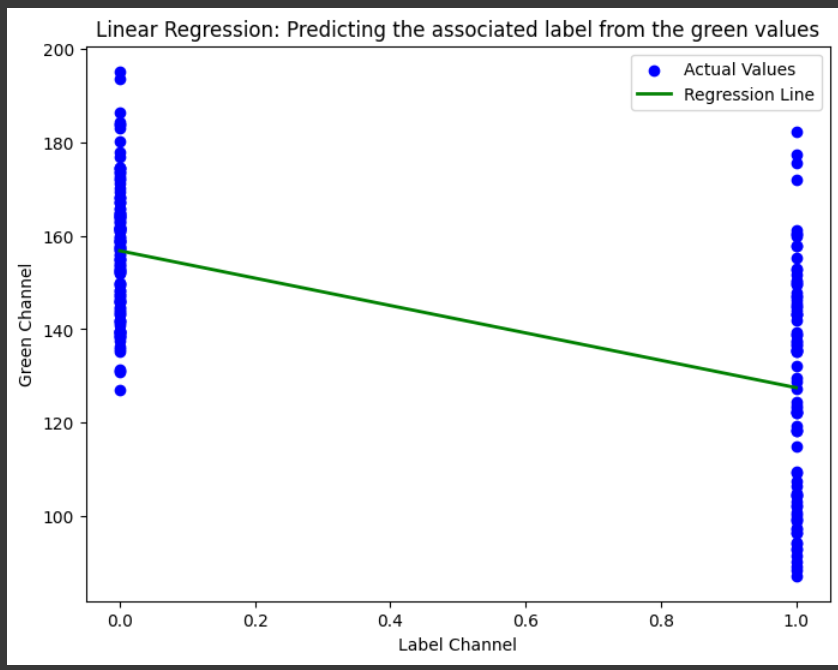 Linear Regression: Predicting the associated label from the green values
Actual Values
Regression Line
200
180
160
140
120
100
Green Channel
0.0 0.2 0.4 0.6 0.8 1.0
Label Channel